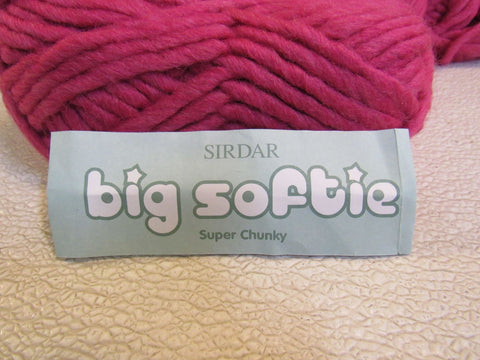 SIRDAR
big softie
Super Chunky